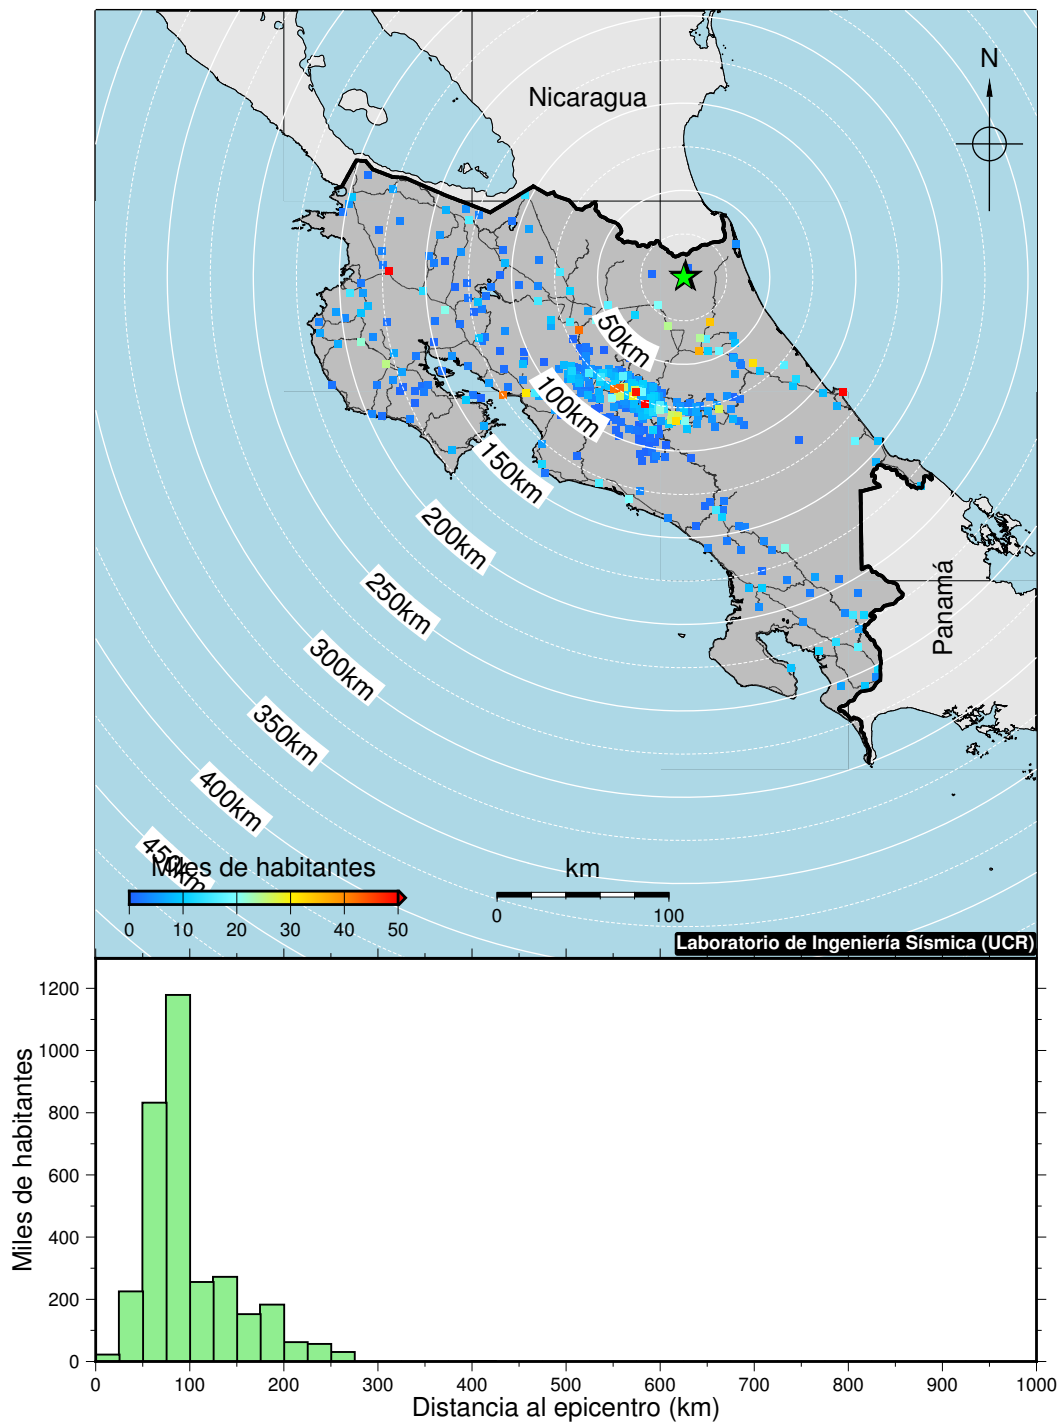 Nicaragua
N
50km
100km
150km
200km
250km
300km
350km
400km
450km
Panamá
Miles de habitantes
0 10 20 30 40 50
km
0 100
Laboratorio de Ingeniería Sísmica (UCR)
Miles de habitantes
1200
1000
800
600
400
200
0
0 100 200 300 400 500 600 700 800 900 1000
Distancia al epicentro (km)